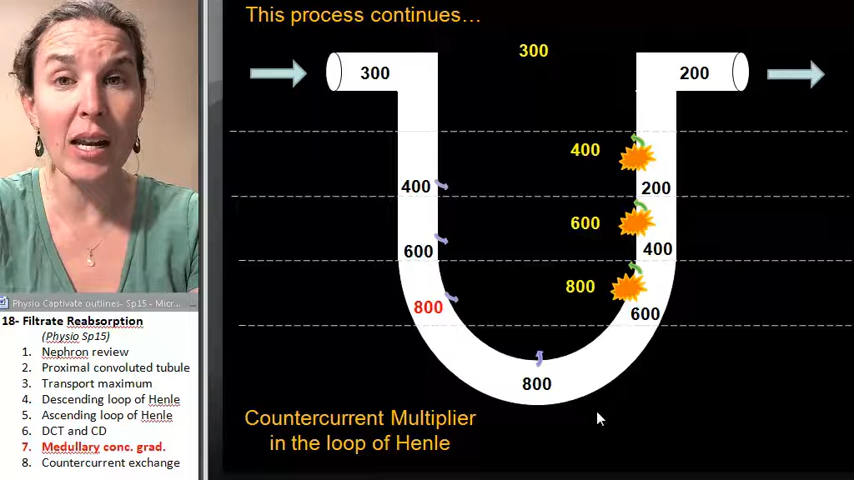 This process continues…
300
300
200
400
400
200
600
600
400
800
800
600
800
Countercurrent Multiplier
in the loop of Henle
Physio Captivate outlines- Sp15 - Micr...
18- Filtrate Reabsorption
(Physio Sp15)
1. Nephron review
2. Proximal convoluted tubule
3. Transport maximum
4. Descending loop of Henle
5. Ascending loop of Henle
6. DCT and CD
7. Medullary conc. grad.
8. Countercurrent exchange